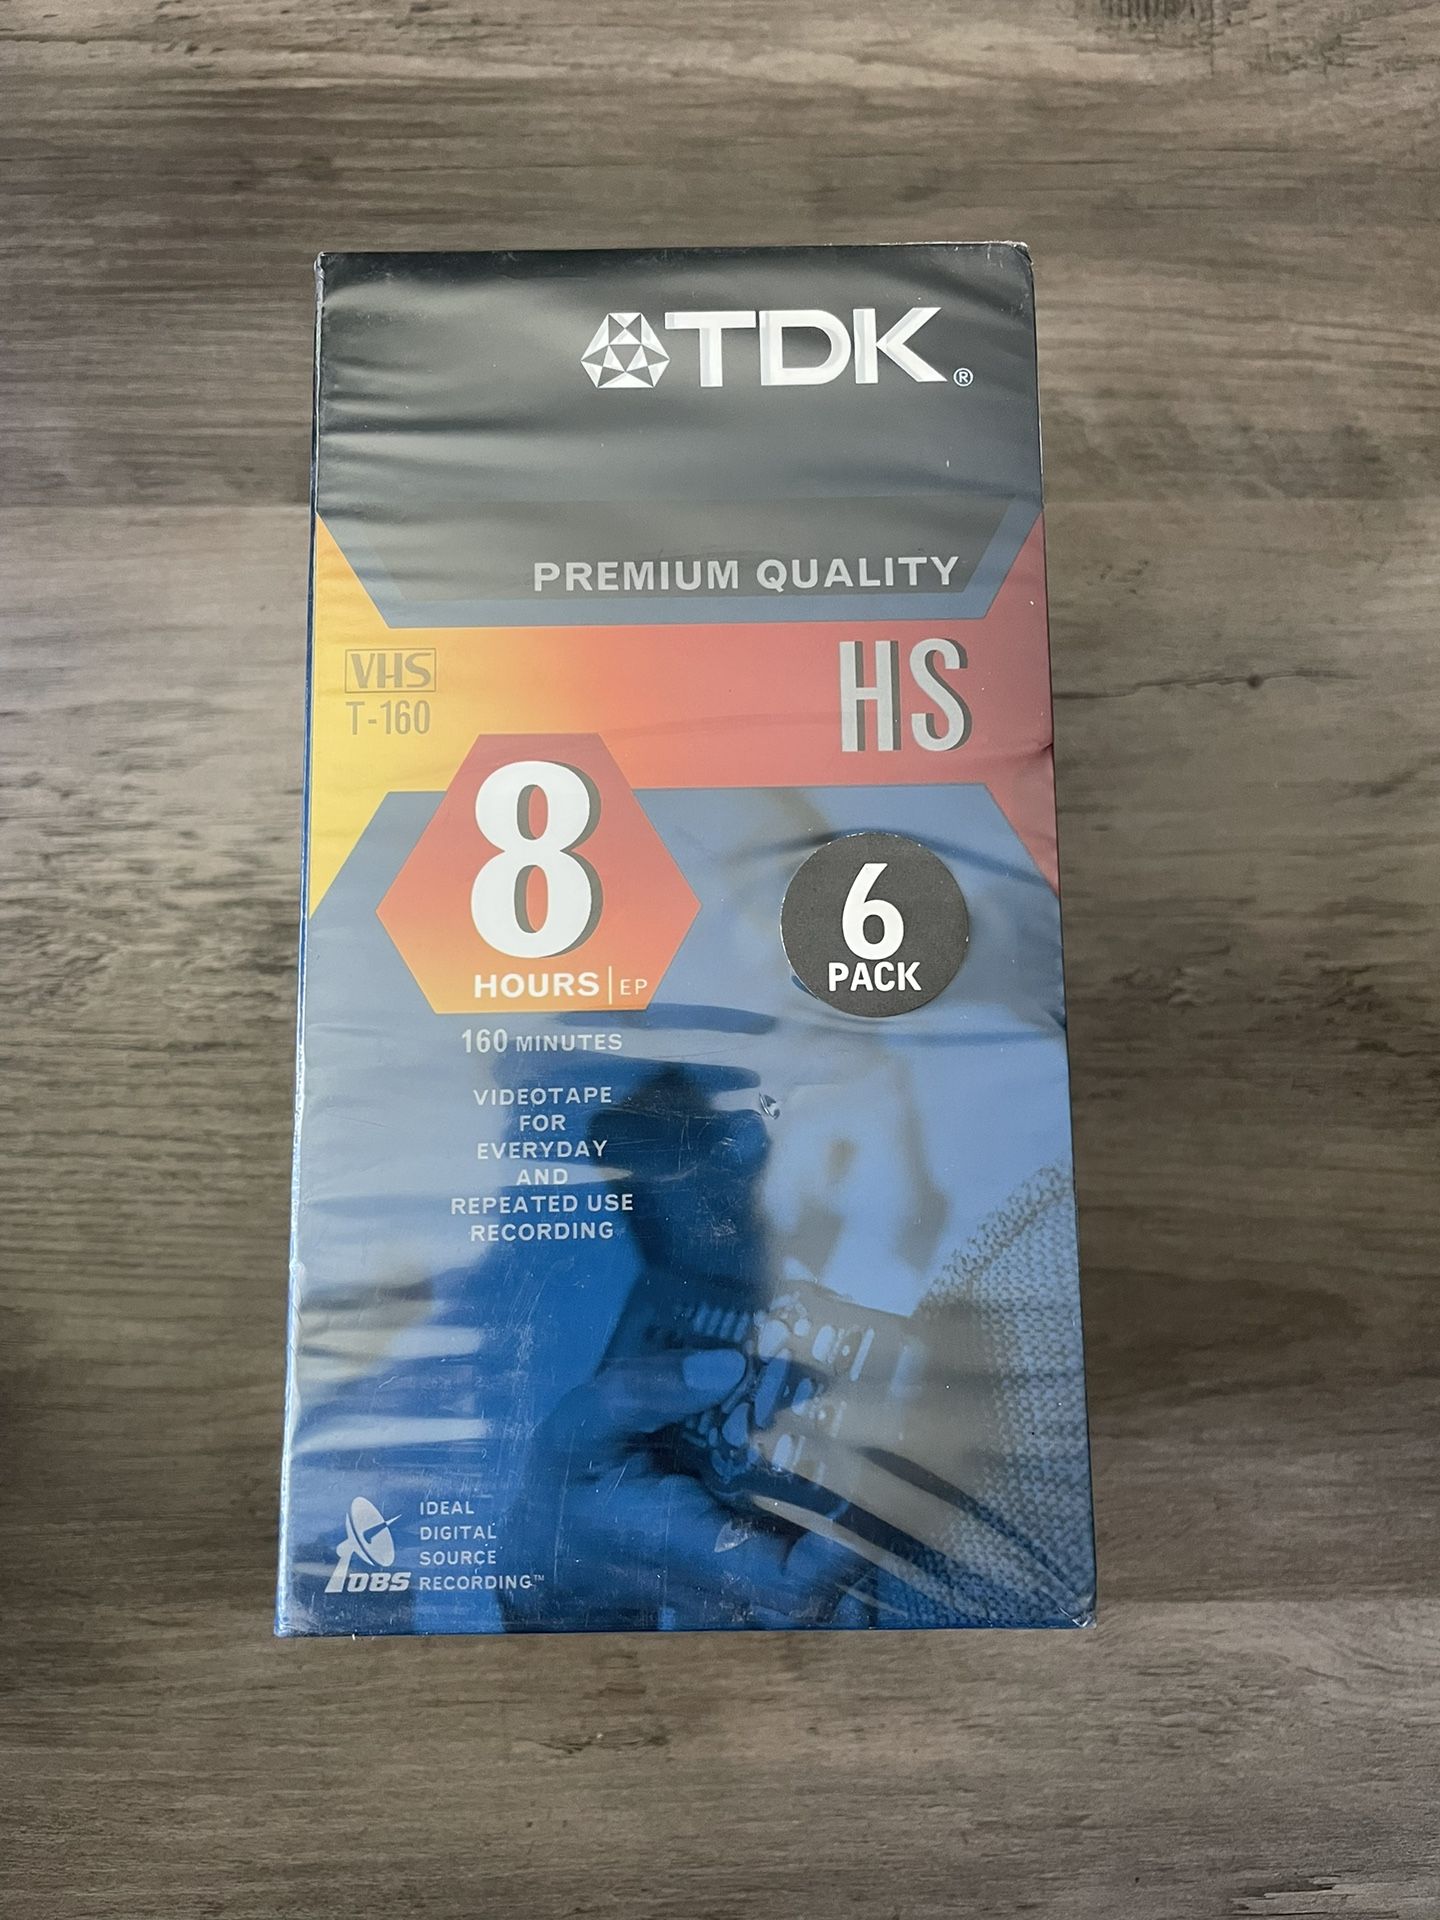 TDK®
PREMIUM QUALITY
VHS
T-160
HS
8
HOURS | EP
6
PACK
160 MINUTES
VIDEOTAPE
FOR
EVERYDAY
AND
REPEATED USE
RECORDING
DBS
IDEAL
DIGITAL
SOURCE
RECORDING™